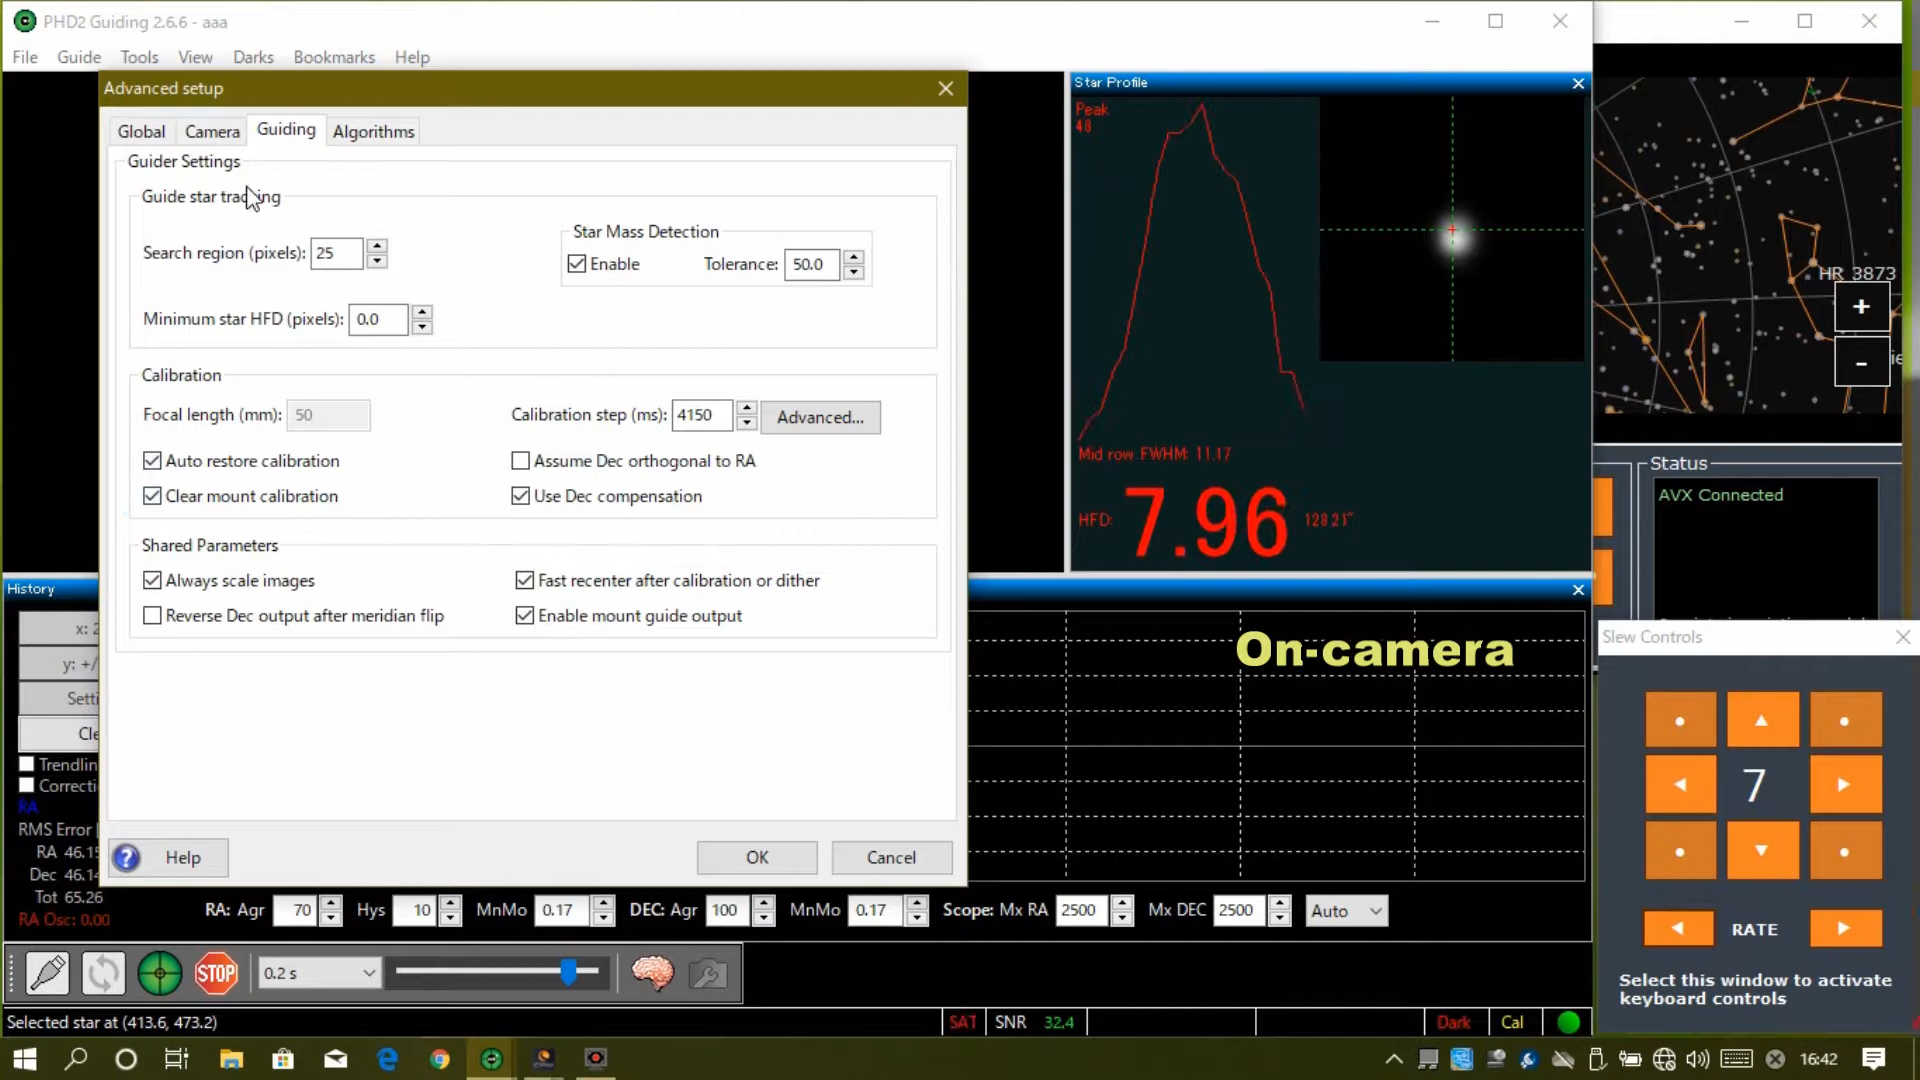 PHD2 Guiding 2.6.6 - aaa
File Guide Tools View Darks Bookmarks Help
Advanced setup
Global Camera Guiding Algorithms
Guider Settings
Guide star tracking
Search region (pixels): 25
Star Mass Detection
Enable Tolerance: 50.0
Minimum star HFD (pixels): 0.0
Calibration
Focal length (mm): 50
Calibration step (ms): 4150 Advanced...
Auto restore calibration
Assume Dec orthogonal to RA
Clear mount calibration
Use Dec compensation
Shared Parameters
Always scale images
Fast recenter after calibration or dither
Reverse Dec output after meridian flip
Enable mount guide output
Help OK Cancel
Star Profile
Peak
48
Mid row FWHM: 11.17
HFD: 7.96 128.21"
HR 3873
+
-
Status
AVX Connected
History
x: 2
y: +/
Setti
Cle
Trendlin
Correcti
RA
RMS Error
RA 46.15
Dec 46.14
Tot 65.26
RA Osc: 0.00
On-camera
RA: Agr 70 Hys 10 MnMo 0.17 DEC: Agr 100 MnMo 0.17 Scope: Mx RA 2500 Mx DEC 2500 Auto
STOP 0.2 s
Selected star at (413.6, 473.2)
SAT SNR 32.4 Dark Cal
Slew Controls
7
RATE
Select this window to activate
keyboard controls
16:42